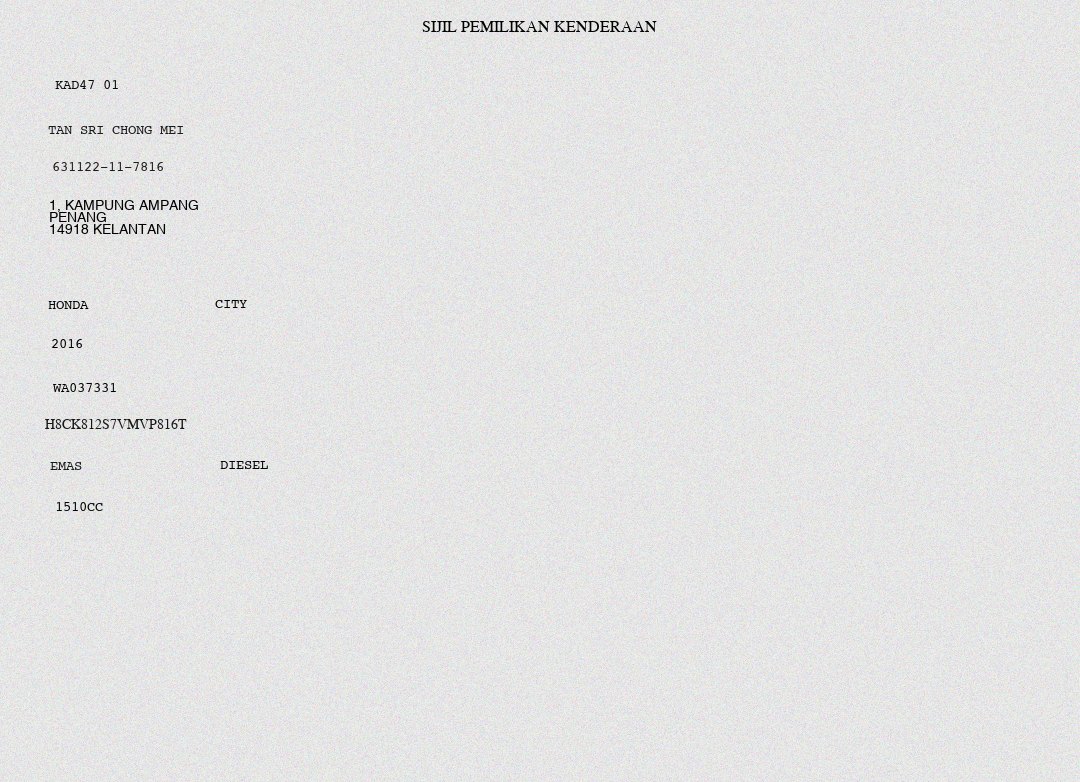 SIJIL PEMILIKAN KENDERAAN
KAD47 01
TAN SRI CHONG MEI
631122-11-7816
1, KAMPUNG AMPANG
PENANG
14918 KELANTAN
HONDA CITY
2016
WA037331
H8CK812S7VMVP816T
EMAS DIESEL
1510CC